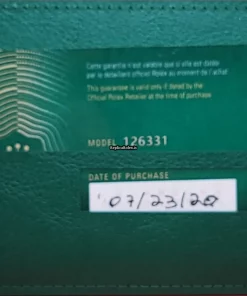 Cette garantie n'est valable que si elle est datée
par le détaillant officiel Rolex au moment de l'achat
This guarantee is valid only if dated by the
Official Rolex Retailer at the time of purchase
MODEL 126331
DATE OF PURCHASE
07/23/20